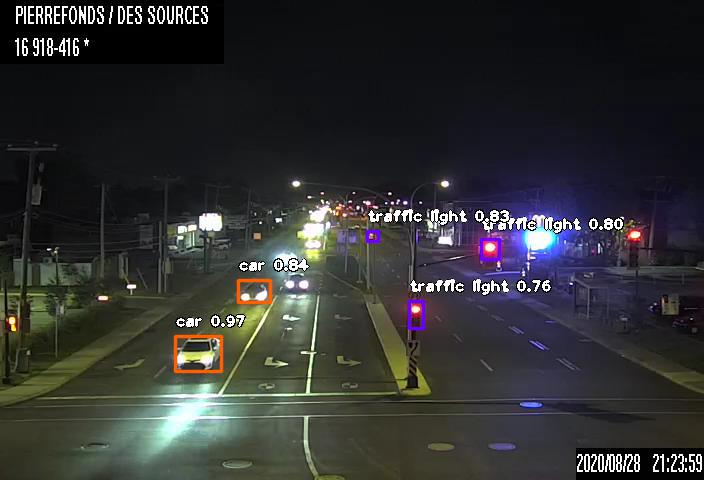 PIERREFONDS / DES SOURCES
16 918-416 *
traffic light 0.83
traffic light 0.80
car 0.84
traffic light 0.76
car 0.97
2020/08/28 21:23:59